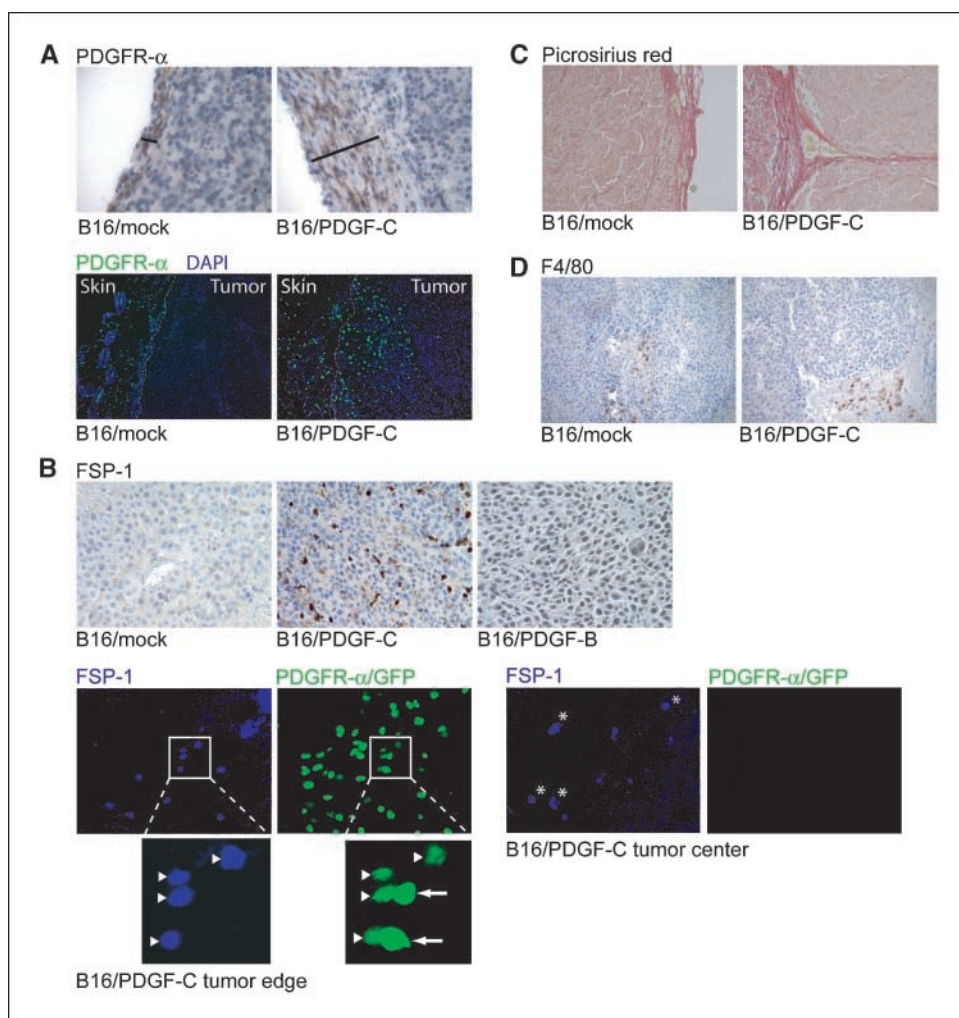 A
PDGFR-α
B16/mock
B16/PDGF-C
PDGFR-α DAPI
Skin
Tumor
Skin
Tumor
B16/mock
B16/PDGF-C
C
Picrosirius red
B16/mock
B16/PDGF-C
D
F4/80
B16/mock
B16/PDGF-C
B
FSP-1
B16/mock
B16/PDGF-C
B16/PDGF-B
FSP-1
PDGFR-α/GFP
B16/PDGF-C tumor edge
FSP-1
PDGFR-α/GFP
*
*
*
*
B16/PDGF-C tumor center